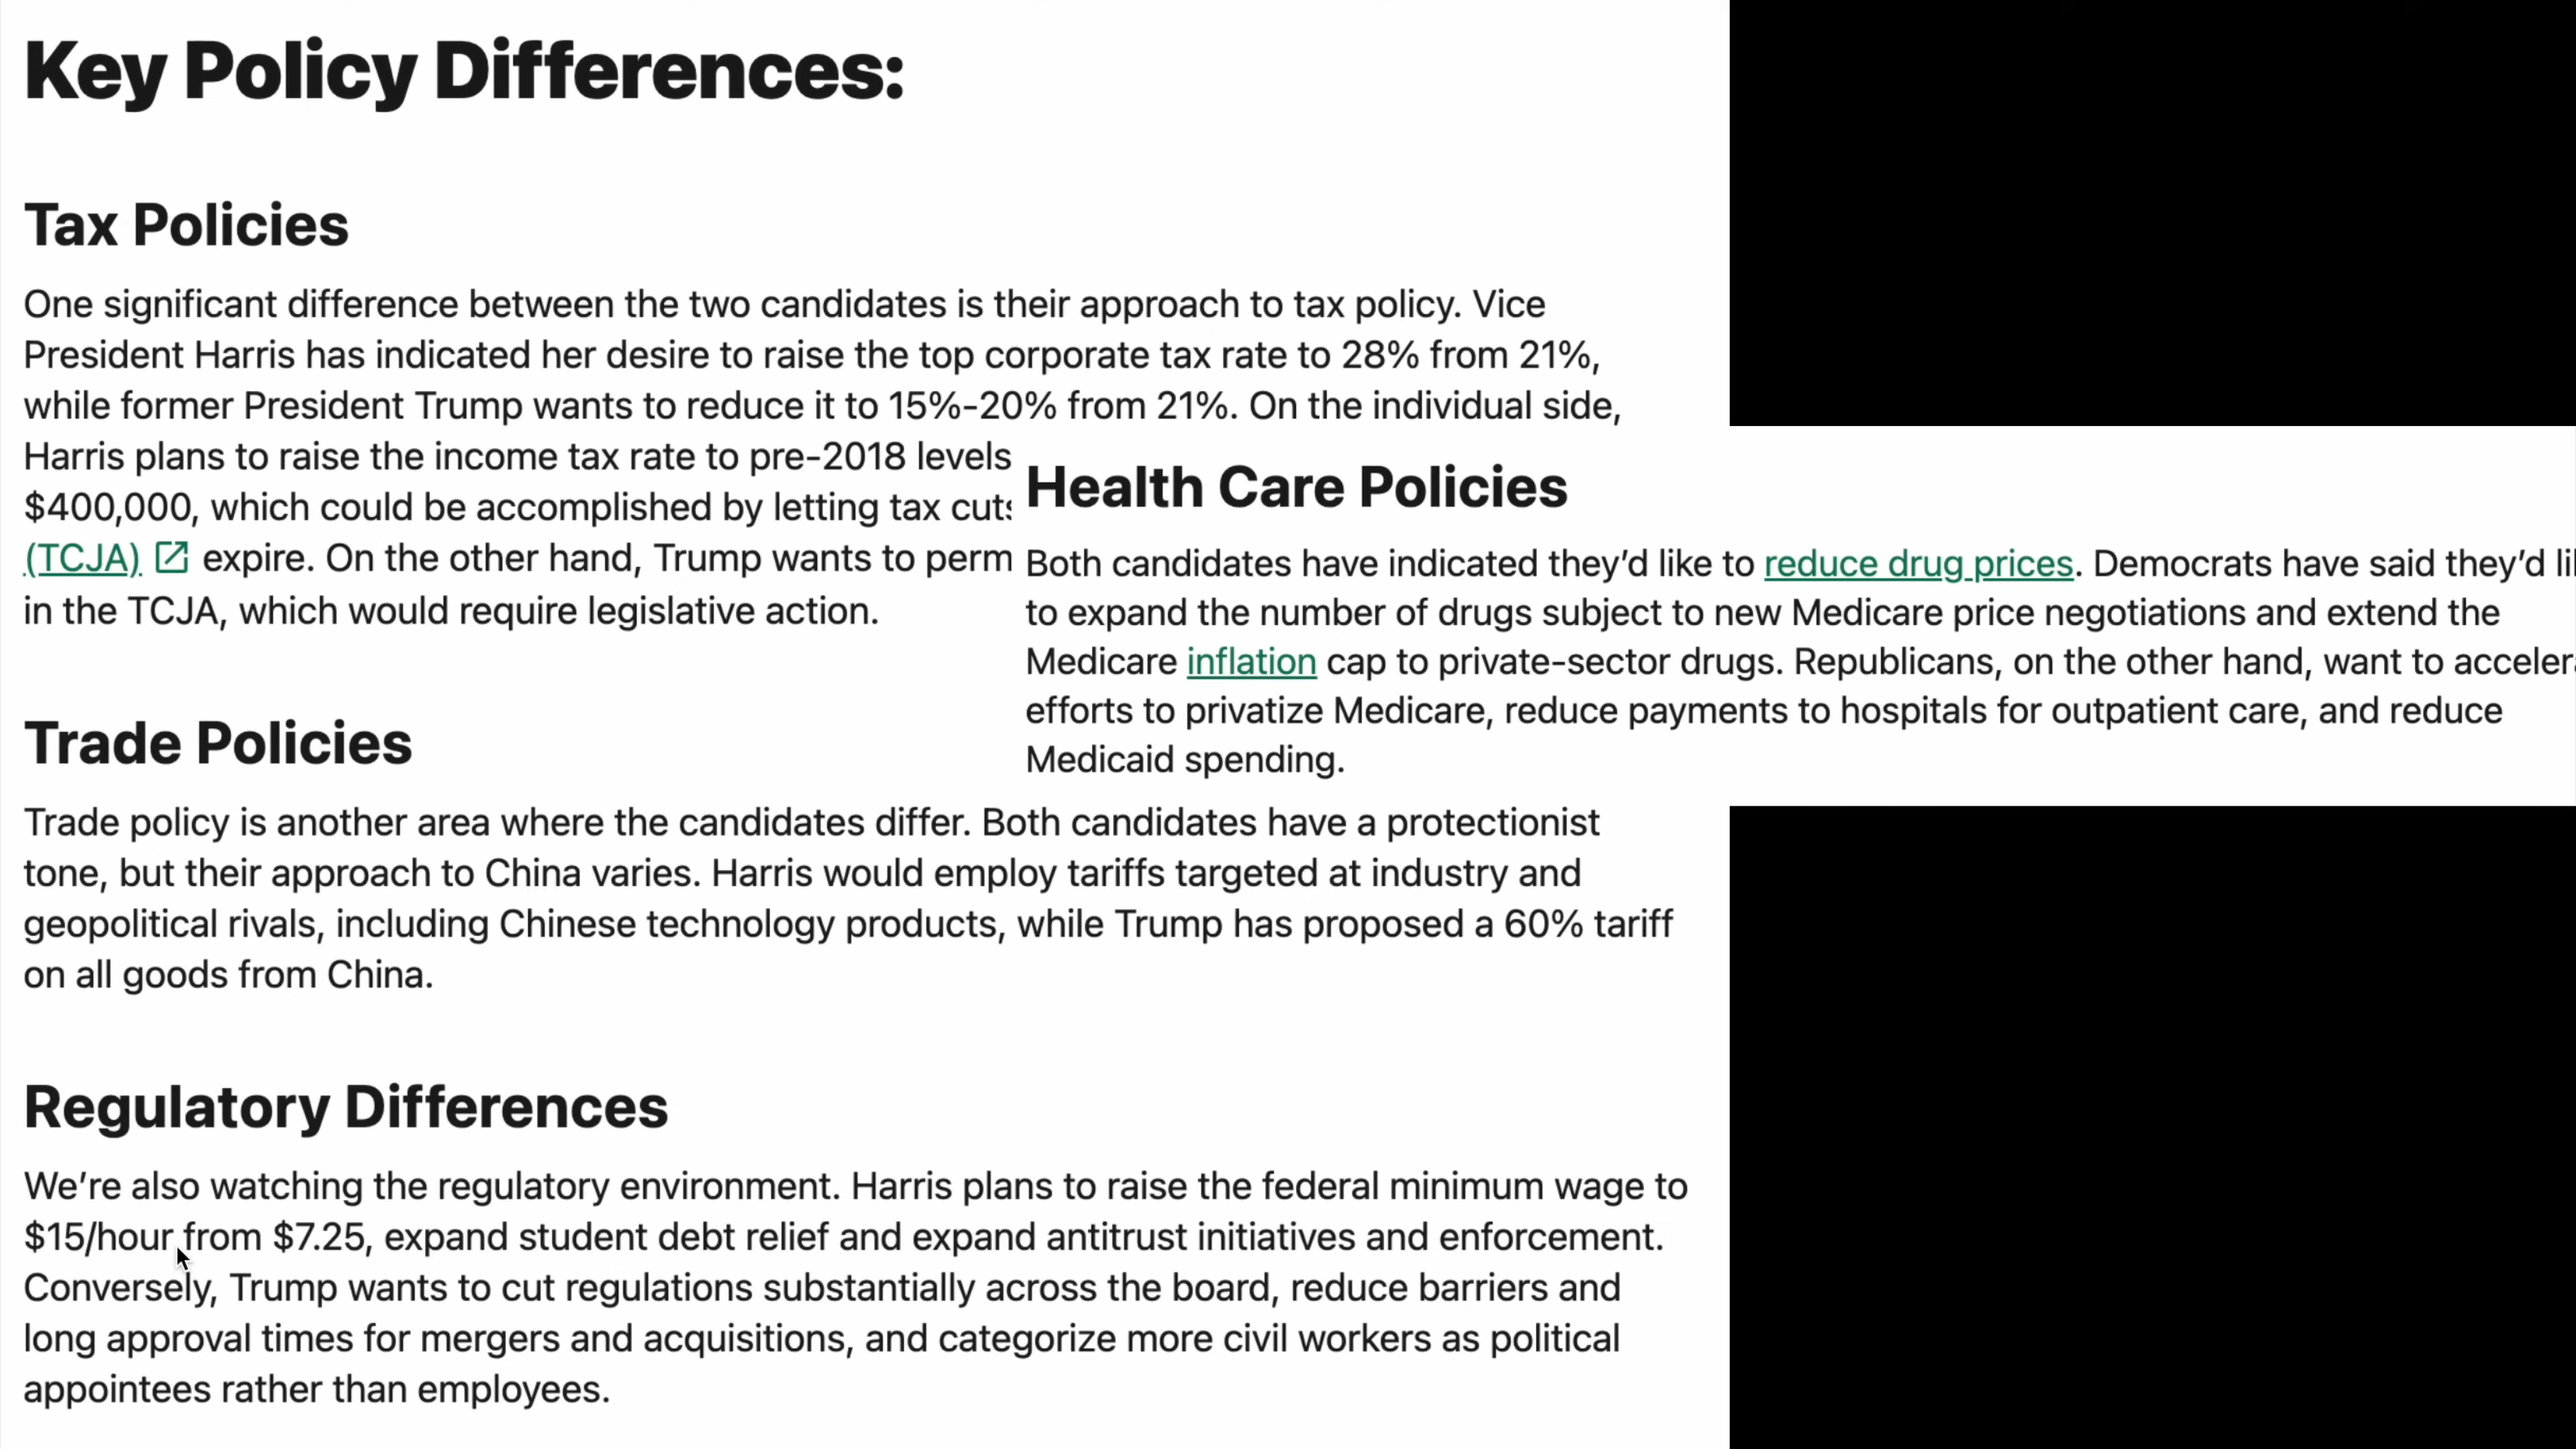 Key Policy Differences:
Tax Policies
One significant difference between the two candidates is their approach to tax policy. Vice
President Harris has indicated her desire to raise the top corporate tax rate to 28% from 21%,
while former President Trump wants to reduce it to 15%-20% from 21%. On the individual side,
Harris plans to raise the income tax rate to pre-2018 levels
$400,000, which could be accomplished by letting tax cuts
(TCJA) expire. On the other hand, Trump wants to perm
in the TCJA, which would require legislative action.
Health Care Policies
Both candidates have indicated they’d like to reduce drug prices. Democrats have said they’d li
to expand the number of drugs subject to new Medicare price negotiations and extend the
Medicare inflation cap to private-sector drugs. Republicans, on the other hand, want to acceler
efforts to privatize Medicare, reduce payments to hospitals for outpatient care, and reduce
Medicaid spending.
Trade Policies
Trade policy is another area where the candidates differ. Both candidates have a protectionist
tone, but their approach to China varies. Harris would employ tariffs targeted at industry and
geopolitical rivals, including Chinese technology products, while Trump has proposed a 60% tariff
on all goods from China.
Regulatory Differences
We’re also watching the regulatory environment. Harris plans to raise the federal minimum wage to
$15/hour from $7.25, expand student debt relief and expand antitrust initiatives and enforcement.
Conversely, Trump wants to cut regulations substantially across the board, reduce barriers and
long approval times for mergers and acquisitions, and categorize more civil workers as political
appointees rather than employees.